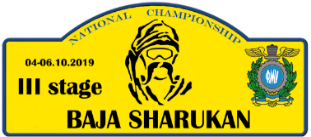 NATIONAL CHAMPIONSHIP
04-06.10.2019
III stage
BAJA SHARUKAN